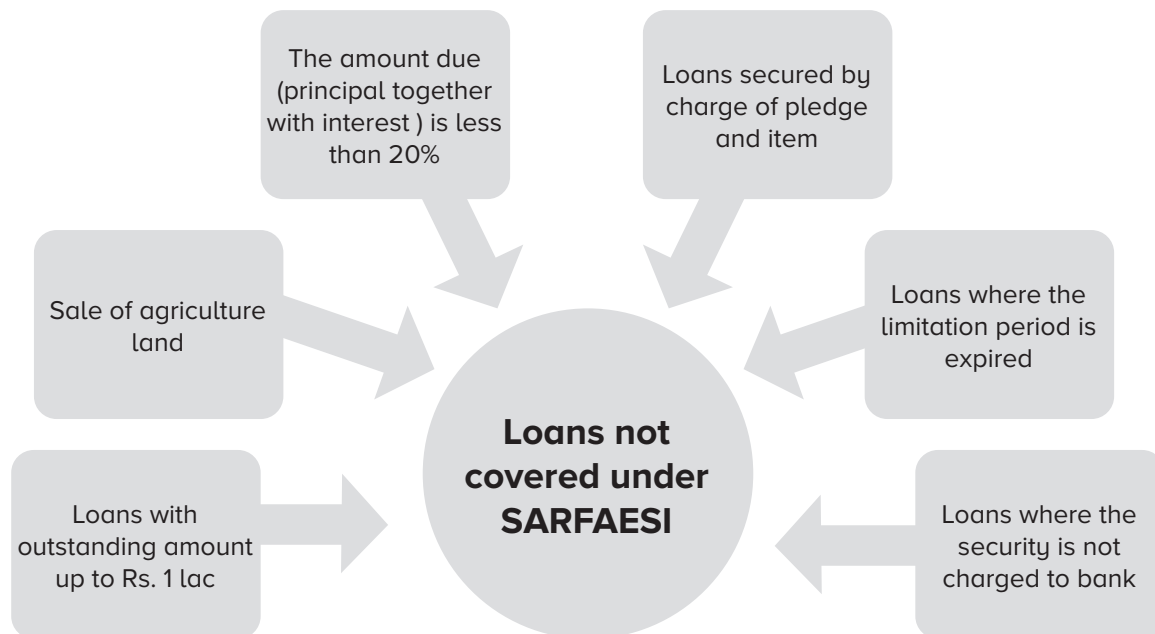 The amount due
(principal together
with interest ) is less
than 20%
Loans secured by
charge of pledge
and item
Sale of agriculture
land
Loans where the
limitation period is
expired
Loans not
covered under
SARFAESI
Loans with
outstanding amount
up to Rs. 1 lac
Loans where the
security is not
charged to bank